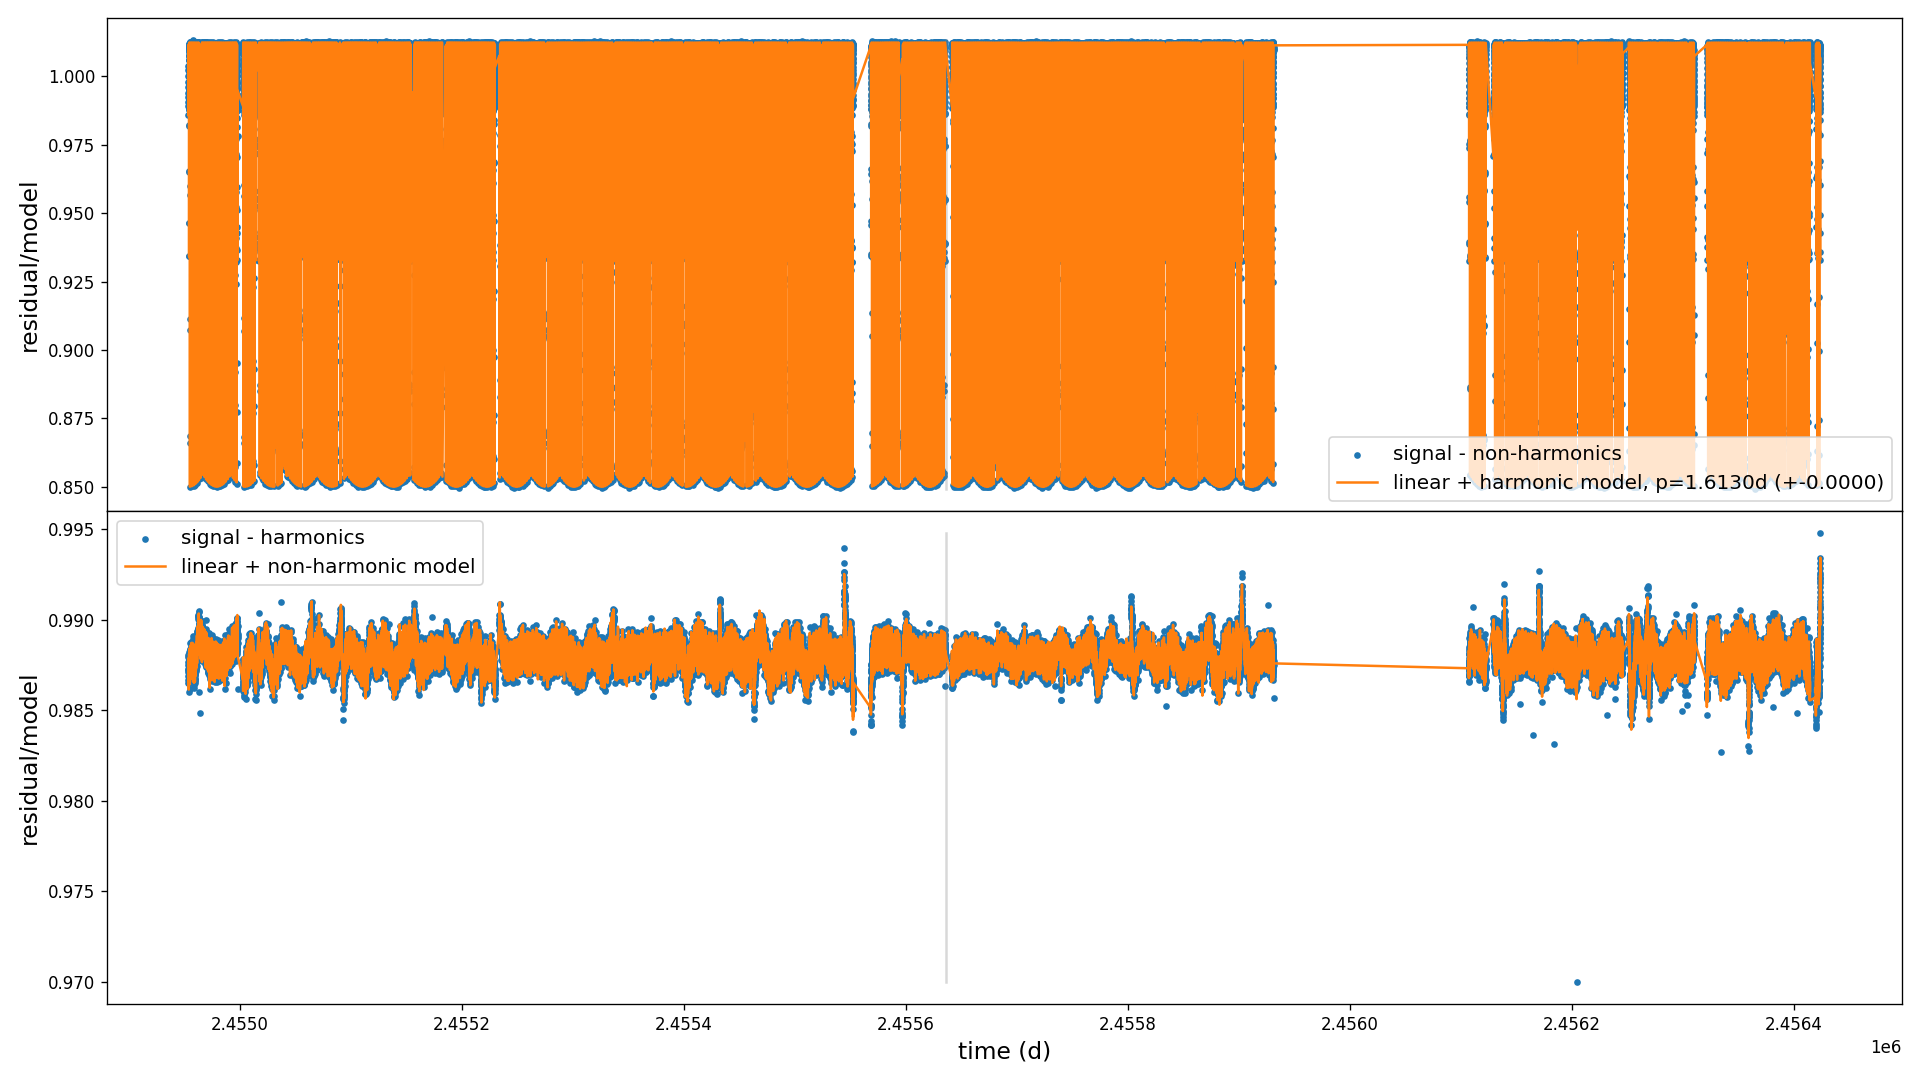 residual/model
1.000
0.975
0.950
0.925
0.900
0.875
0.850
signal - non-harmonics
linear + harmonic model, p=1.6130d (+-0.0000)
residual/model
0.995
0.990
0.985
0.980
0.975
0.970
signal - harmonics
linear + non-harmonic model
2.4550 2.4552 2.4554 2.4556 2.4558 2.4560 2.4562 2.4564
time (d)
1e6